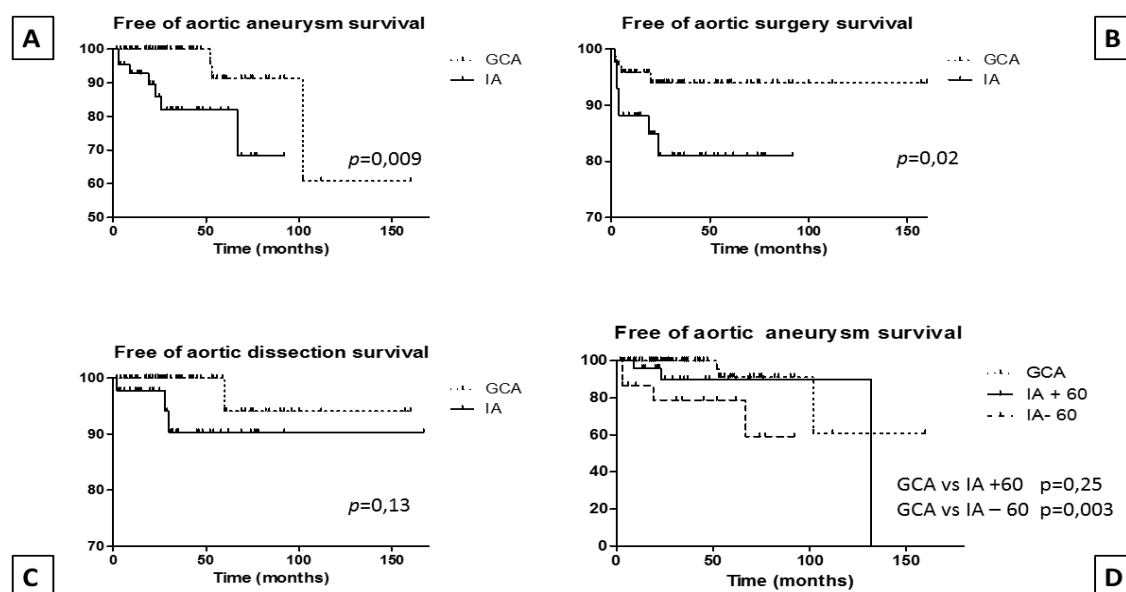 A
Free of aortic aneurysm survival
100
90
80
70
60
50
0
50
100
150
Time (months)
GCA
IA
p=0,009
B
Free of aortic surgery survival
100
90
80
70
0
50
100
150
Time (months)
GCA
IA
p=0,02
C
Free of aortic dissection survival
100
90
80
70
0
50
100
150
Time (months)
GCA
IA
p=0,13
D
Free of aortic aneurysm survival
100
80
60
40
20
0
0
50
100
150
Time (months)
GCA
IA + 60
IA- 60
GCA vs IA +60 p=0,25
GCA vs IA – 60 p=0,003